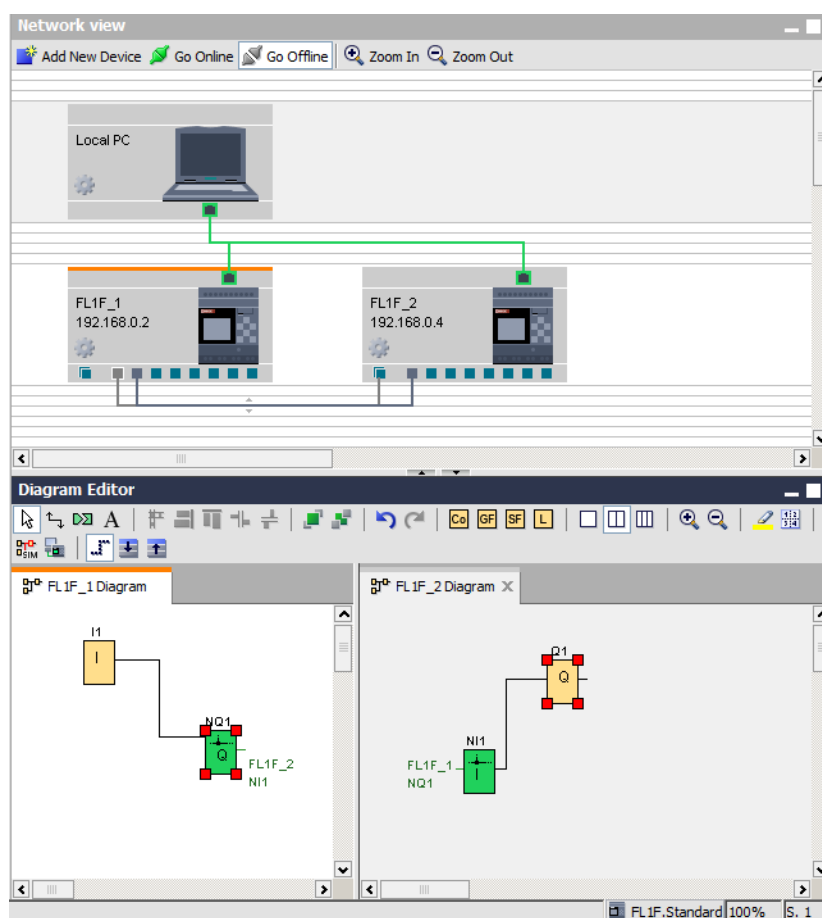 Network view
Add New Device Go Online Go Offline Zoom In Zoom Out
Local PC
FL1F_1
192.168.0.2
FL1F_2
192.168.0.4
Diagram Editor
A Co GF SF L
SIM
FL1F_1 Diagram
FL1F_2 Diagram
I1
I
NQ1
Q
FL1F_2
NI1
Q1
Q
NI1
I
FL1F_1
NQ1
FL1F.Standard 100% S. 1